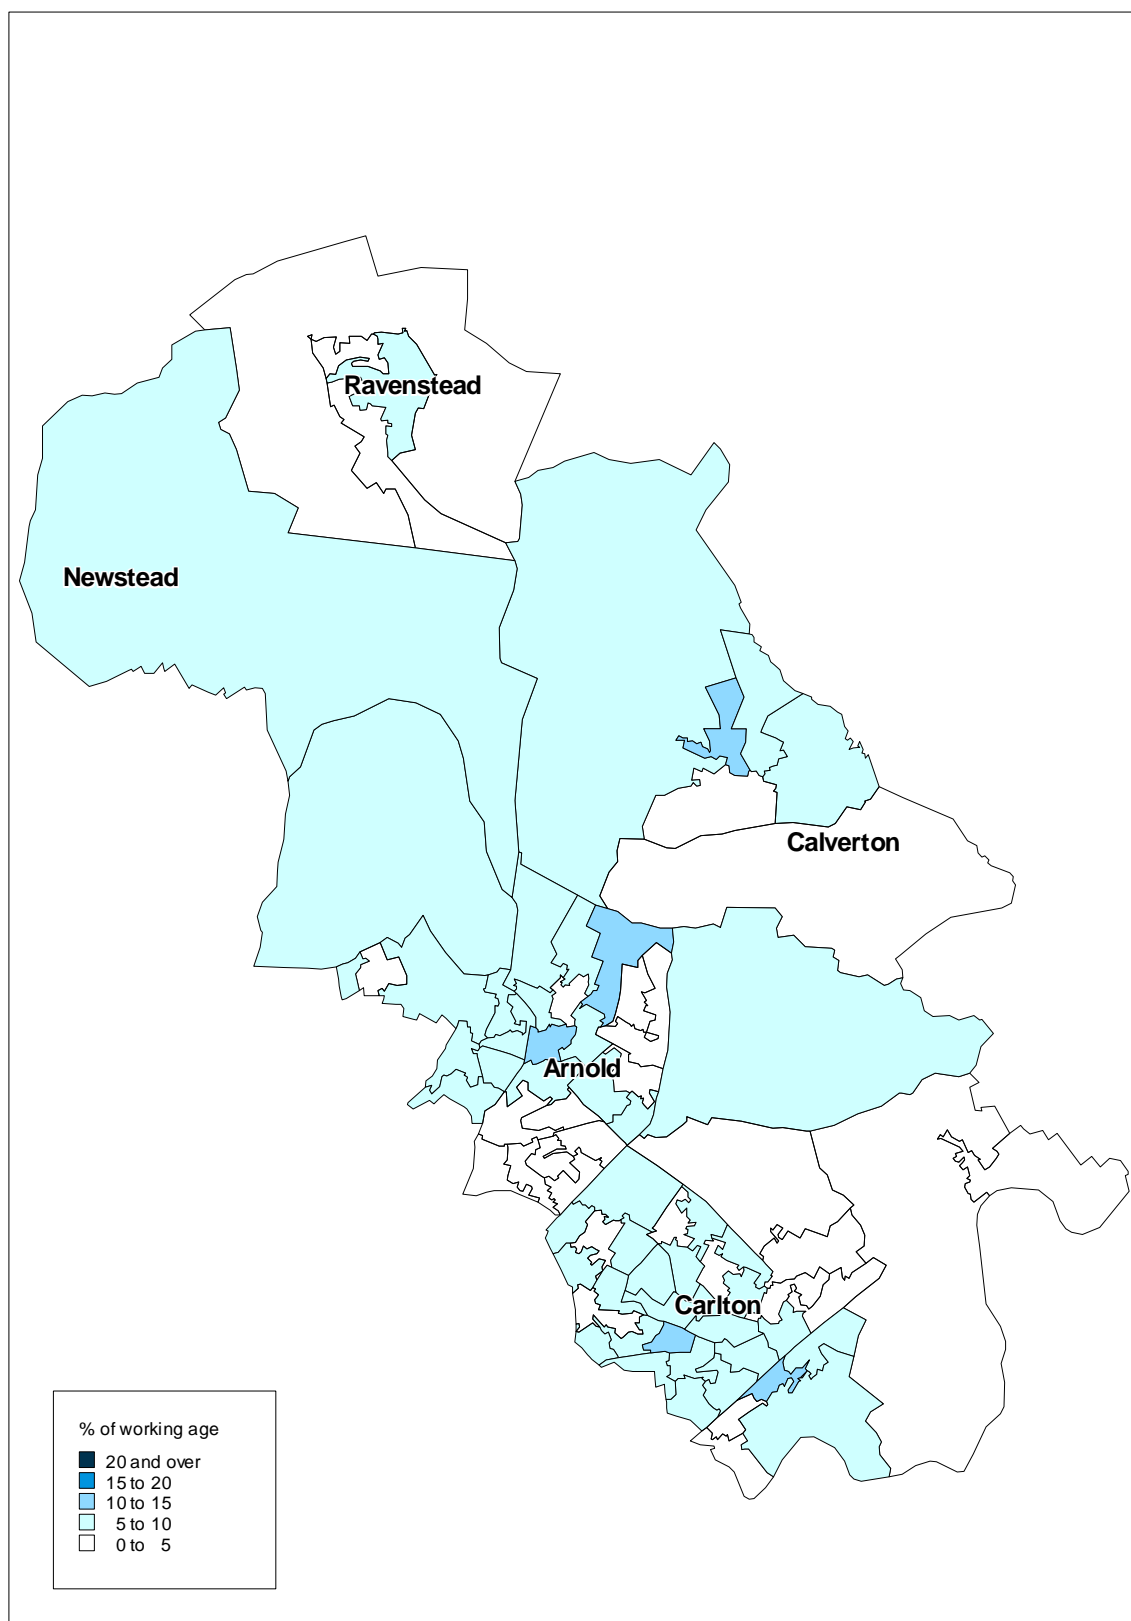 Ravenstead
Newstead
Calverton
Arnold
Carlton
% of working age
20 and over
15 to 20
10 to 15
5 to 10
0 to 5